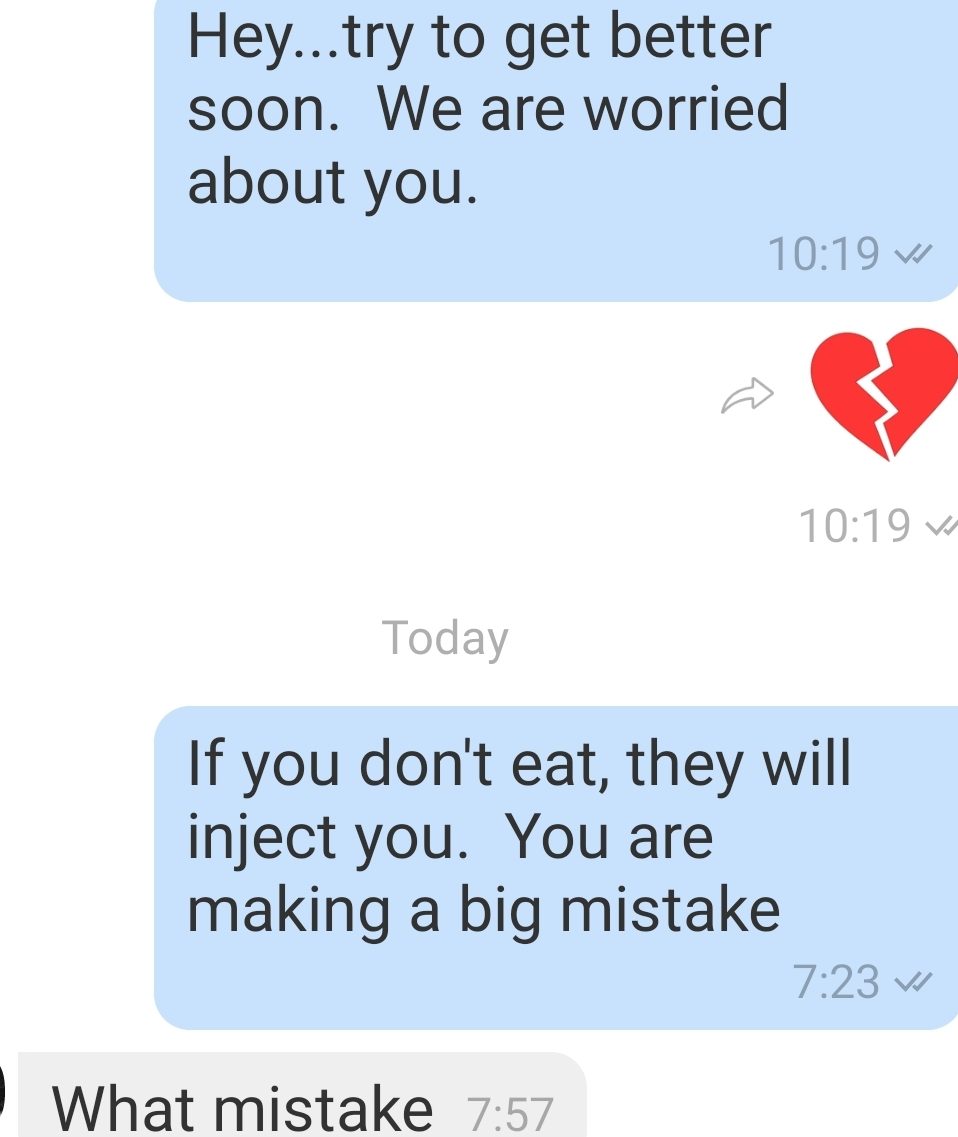 Hey...try to get better
soon.  We are worried
about you.
10:19
10:19
Today
If you don't eat, they will
inject you.  You are
making a big mistake
7:23
What mistake 7:57